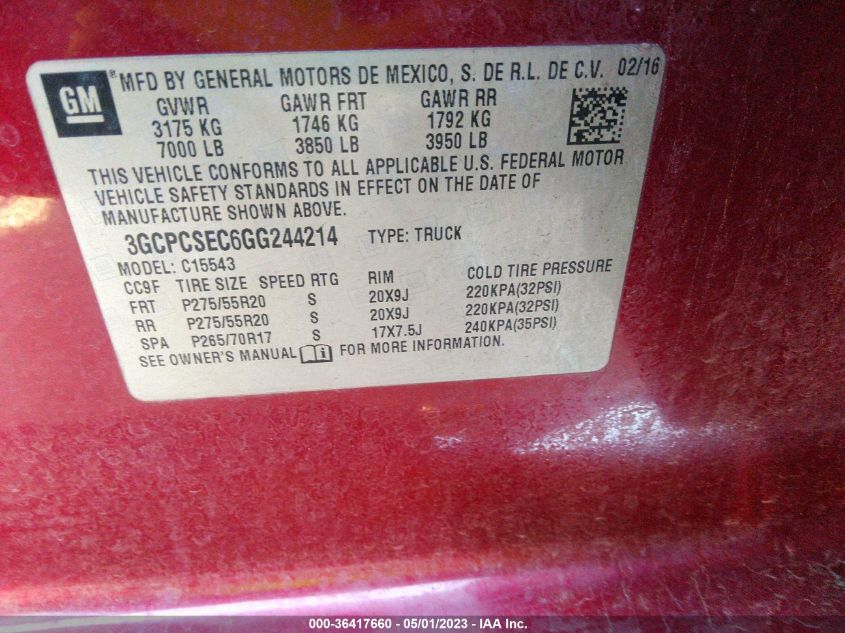 GM ® MFD BY GENERAL MOTORS DE MEXICO, S. DE R.L. DE C.V. 02/16
GVWR GAWR FRT GAWR RR
3175 KG 1746 KG 1792 KG
7000 LB 3850 LB 3950 LB
THIS VEHICLE CONFORMS TO ALL APPLICABLE U.S. FEDERAL MOTOR
VEHICLE SAFETY STANDARDS IN EFFECT ON THE DATE OF
MANUFACTURE SHOWN ABOVE.
3GCPCSEC6GG244214 TYPE: TRUCK
MODEL: C15543
CC9F TIRE SIZE SPEED RTG RIM COLD TIRE PRESSURE
FRT P275/55R20 S 20X9J 220KPA(32PSI)
RR P275/55R20 S 20X9J 220KPA(32PSI)
SPA P265/70R17 S 17X7.5J 240KPA(35PSI)
SEE OWNER'S MANUAL FOR MORE INFORMATION.
000-36417660 - 05/01/2023 - IAA Inc.